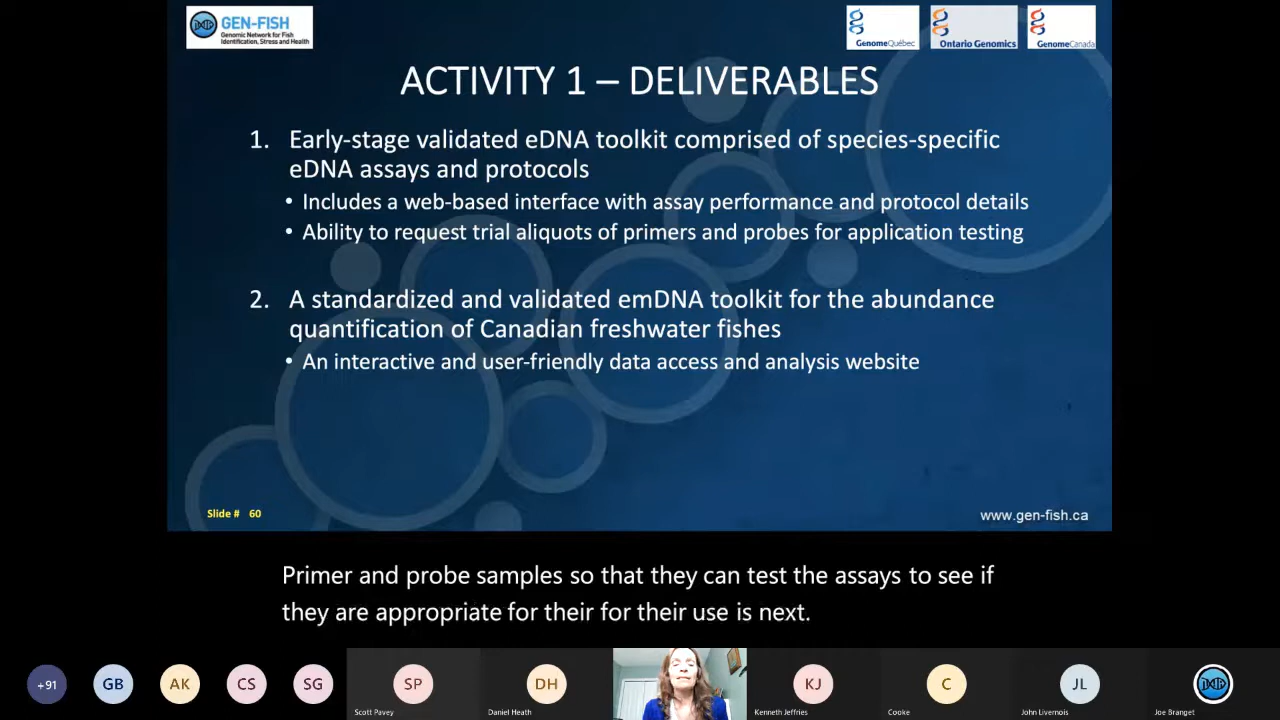 GEN-FISH
Genomic Network for Fish
Identification, Stress and Health
GenomeQuébec
Ontario Genomics
GenomeCanada
ACTIVITY 1 – DELIVERABLES
1. Early-stage validated eDNA toolkit comprised of species-specific
eDNA assays and protocols
• Includes a web-based interface with assay performance and protocol details
• Ability to request trial aliquots of primers and probes for application testing
2. A standardized and validated emDNA toolkit for the abundance
quantification of Canadian freshwater fishes
• An interactive and user-friendly data access and analysis website
Slide # 60
www.gen-fish.ca
Primer and probe samples so that they can test the assays to see if
they are appropriate for their for their use is next.
+91
GB
AK
CS
SG
SP
DH
KJ
C
JL
Scott Pavey
Daniel Heath
Kenneth Jeffries
Cooke
John Livernois
Joe Branget